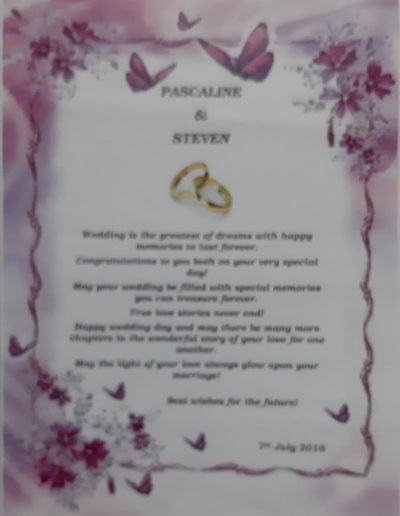 PASCALINE
&
STEVEN
Wedding is the greatest of dreams with happy
memories to last forever.
Congratulations to you both on your very special
day!
May your wedding be filled with special memories
you can treasure forever.
True love stories never end!
Happy wedding day and may there be many more
chapters in the wonderful story of your love for one
another.
May the light of your love always glow upon your
marriage!
Best wishes for the future!
7th July 2016